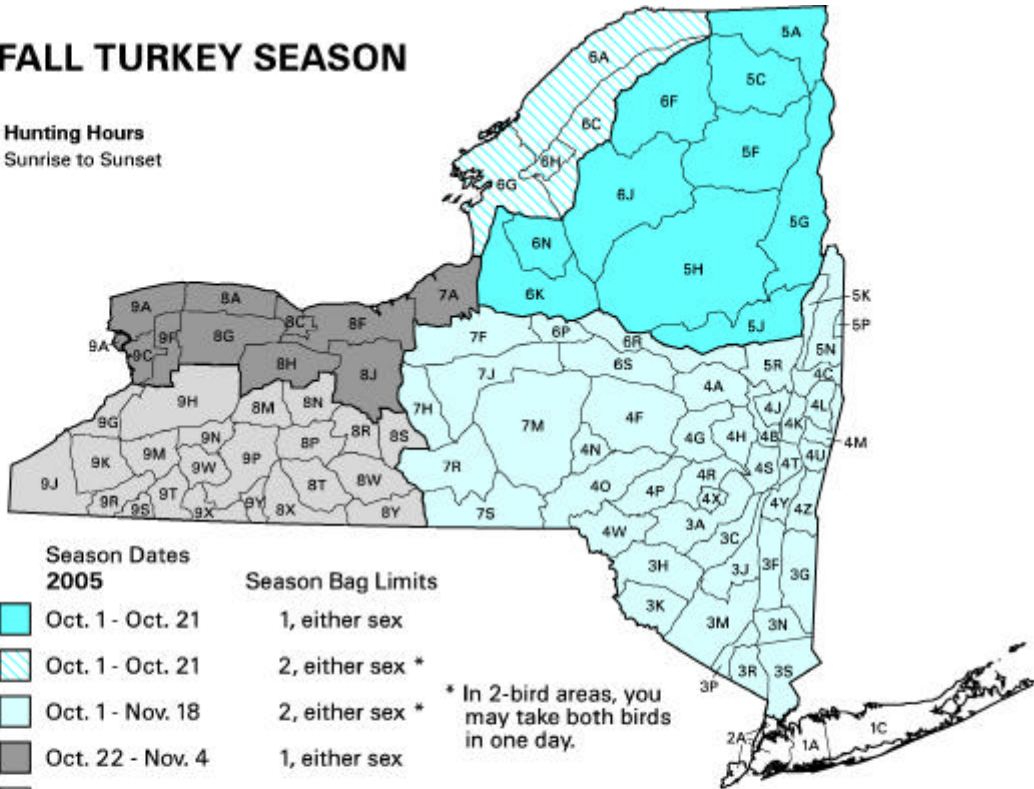 FALL TURKEY SEASON
Hunting Hours
Sunrise to Sunset
5A
6A
5C
6F
6C
5F
6H
6G
6J
5G
6N
5H
6K
7A
5K
9A
8A
8C
8F
5J
5P
9A
9F
8G
7F
6P
6R
5N
9C
8H
8J
7J
6S
5R
4C
9H
8M
8N
7H
4A
4J
4L
9G
7M
4F
4K
9N
8P
8R
8S
4G
4H
4B
4M
9K
9M
9W
9P
7R
4N
4S
4T
4U
9J
8T
8W
4O
4P
4R
9R
9S
9T
9X
9Y
8X
8Y
7S
4X
4Y
4Z
4W
3A
3C
3H
3J
3F
3G
3K
3M
3N
3P
3R
3S
2A
1A
1C
Season Dates
2005 Season Bag Limits
Oct. 1 - Oct. 21 1, either sex
Oct. 1 - Oct. 21 2, either sex *
Oct. 1 - Nov. 18 2, either sex *
Oct. 22 - Nov. 4 1, either sex
* In 2-bird areas, you
may take both birds
in one day.